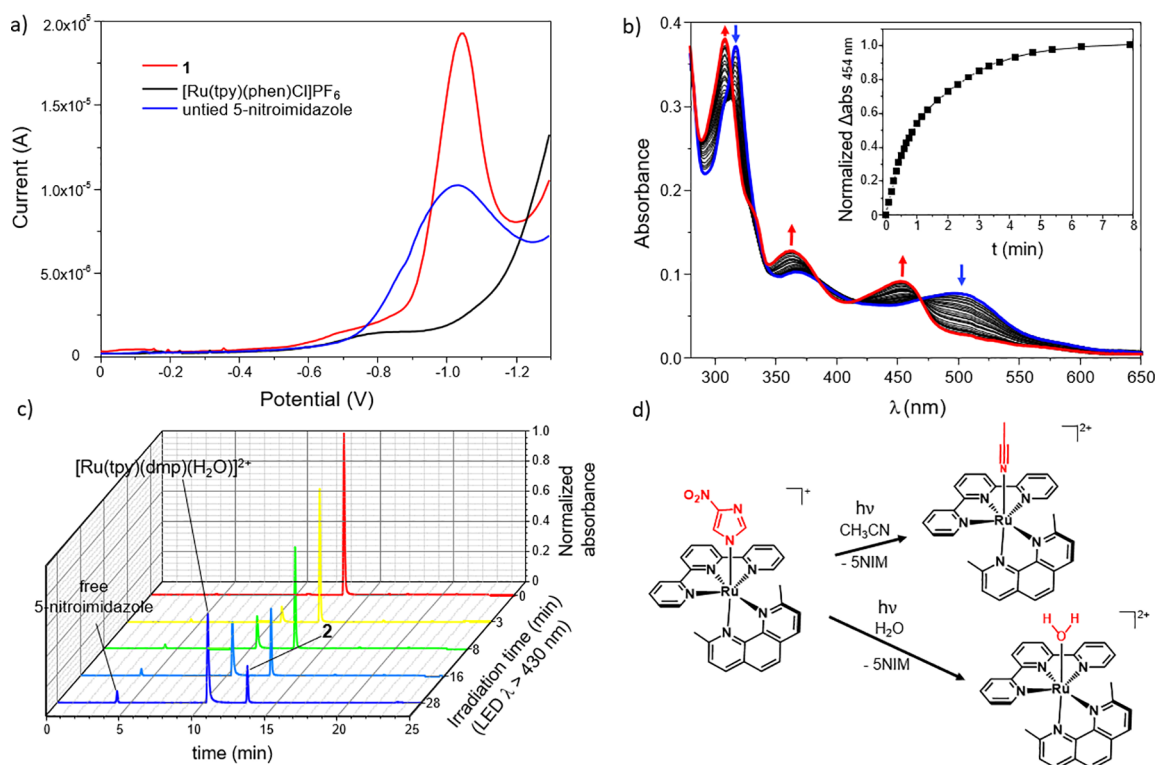 a)
2.0x10⁻⁵
1.5x10⁻⁵
1.0x10⁻⁵
5.0x10⁻⁶
0
Current (A)
1
[Ru(tpy)(phen)Cl]PF₆
untied 5-nitroimidazole
0 -0.2 -0.4 -0.6 -0.8 -1.0 -1.2
Potential (V)
b)
0.4
0.3
0.2
0.1
0.0
Absorbance
300 350 400 450 500 550 600 650
λ (nm)
Normalized Δabs 454 nm
1.0
0.8
0.6
0.4
0.2
0
0 1 2 3 4 5 6 7 8
t (min)
c)
[Ru(tpy)(dmp)(H₂O)]²⁺
free
5-nitroimidazole
2
1.0
0.8
0.6
0.4
0.2
0
Normalized
absorbance
0
3
8
16
28
Irradiation time (min)
(LED λ > 430 nm)
0 5 10 15 20 25
time (min)
d)
O₂N
N
N
+
Ru
N
N
N
N
N
hν
CH₃CN
- 5NIM
hν
H₂O
- 5NIM
2+
N
Ru
N
N
N
N
N
2+
H
H
O
Ru
N
N
N
N
N